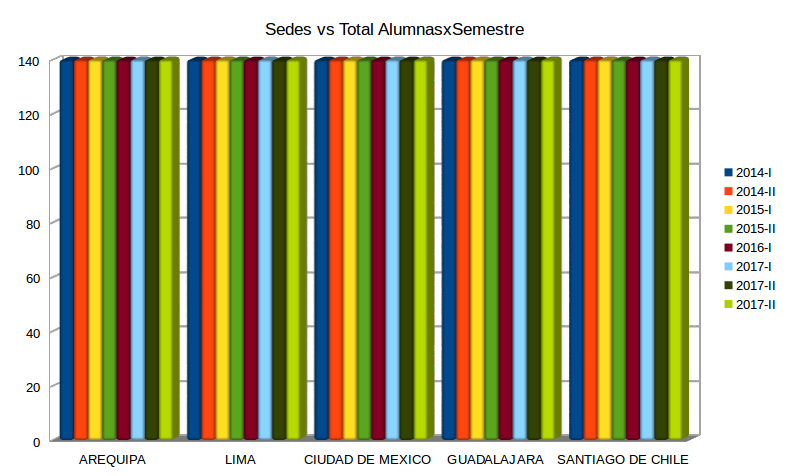 Sedes vs Total AlumnasxSemestre
140
120
100
80
60
40
20
0
AREQUIPA
LIMA
CIUDAD DE MEXICO
GUADALAJARA
SANTIAGO DE CHILE
2014-I
2014-II
2015-I
2015-II
2016-I
2017-I
2017-II
2017-II